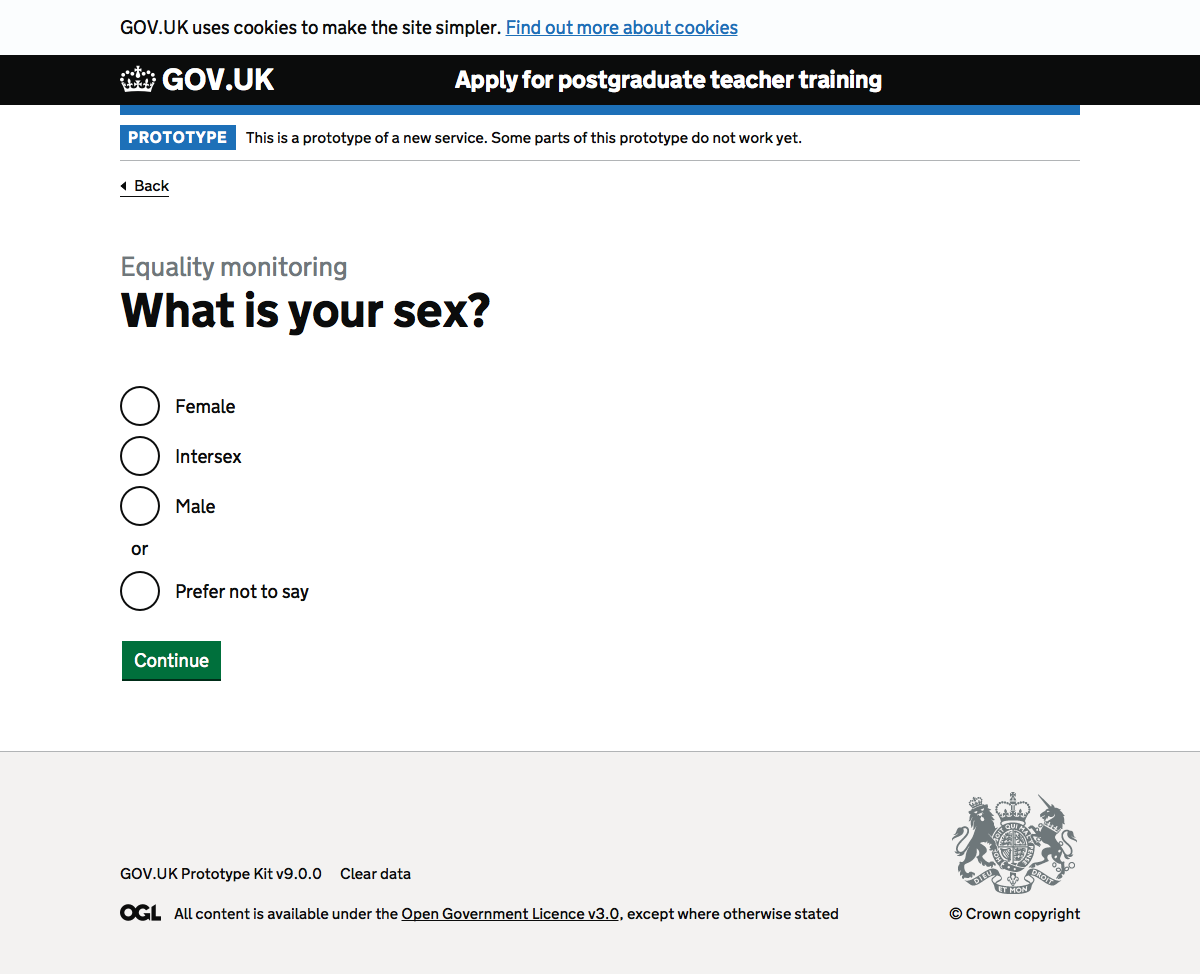 GOV.UK uses cookies to make the site simpler. Find out more about cookies
GOV.UK Apply for postgraduate teacher training
PROTOTYPE This is a prototype of a new service. Some parts of this prototype do not work yet.
Back
Equality monitoring
What is your sex?
Female
Intersex
Male
or
Prefer not to say
Continue
GOV.UK Prototype Kit v9.0.0 Clear data
OGL All content is available under the Open Government Licence v3.0, except where otherwise stated
DIEU ET MON DROIT
© Crown copyright